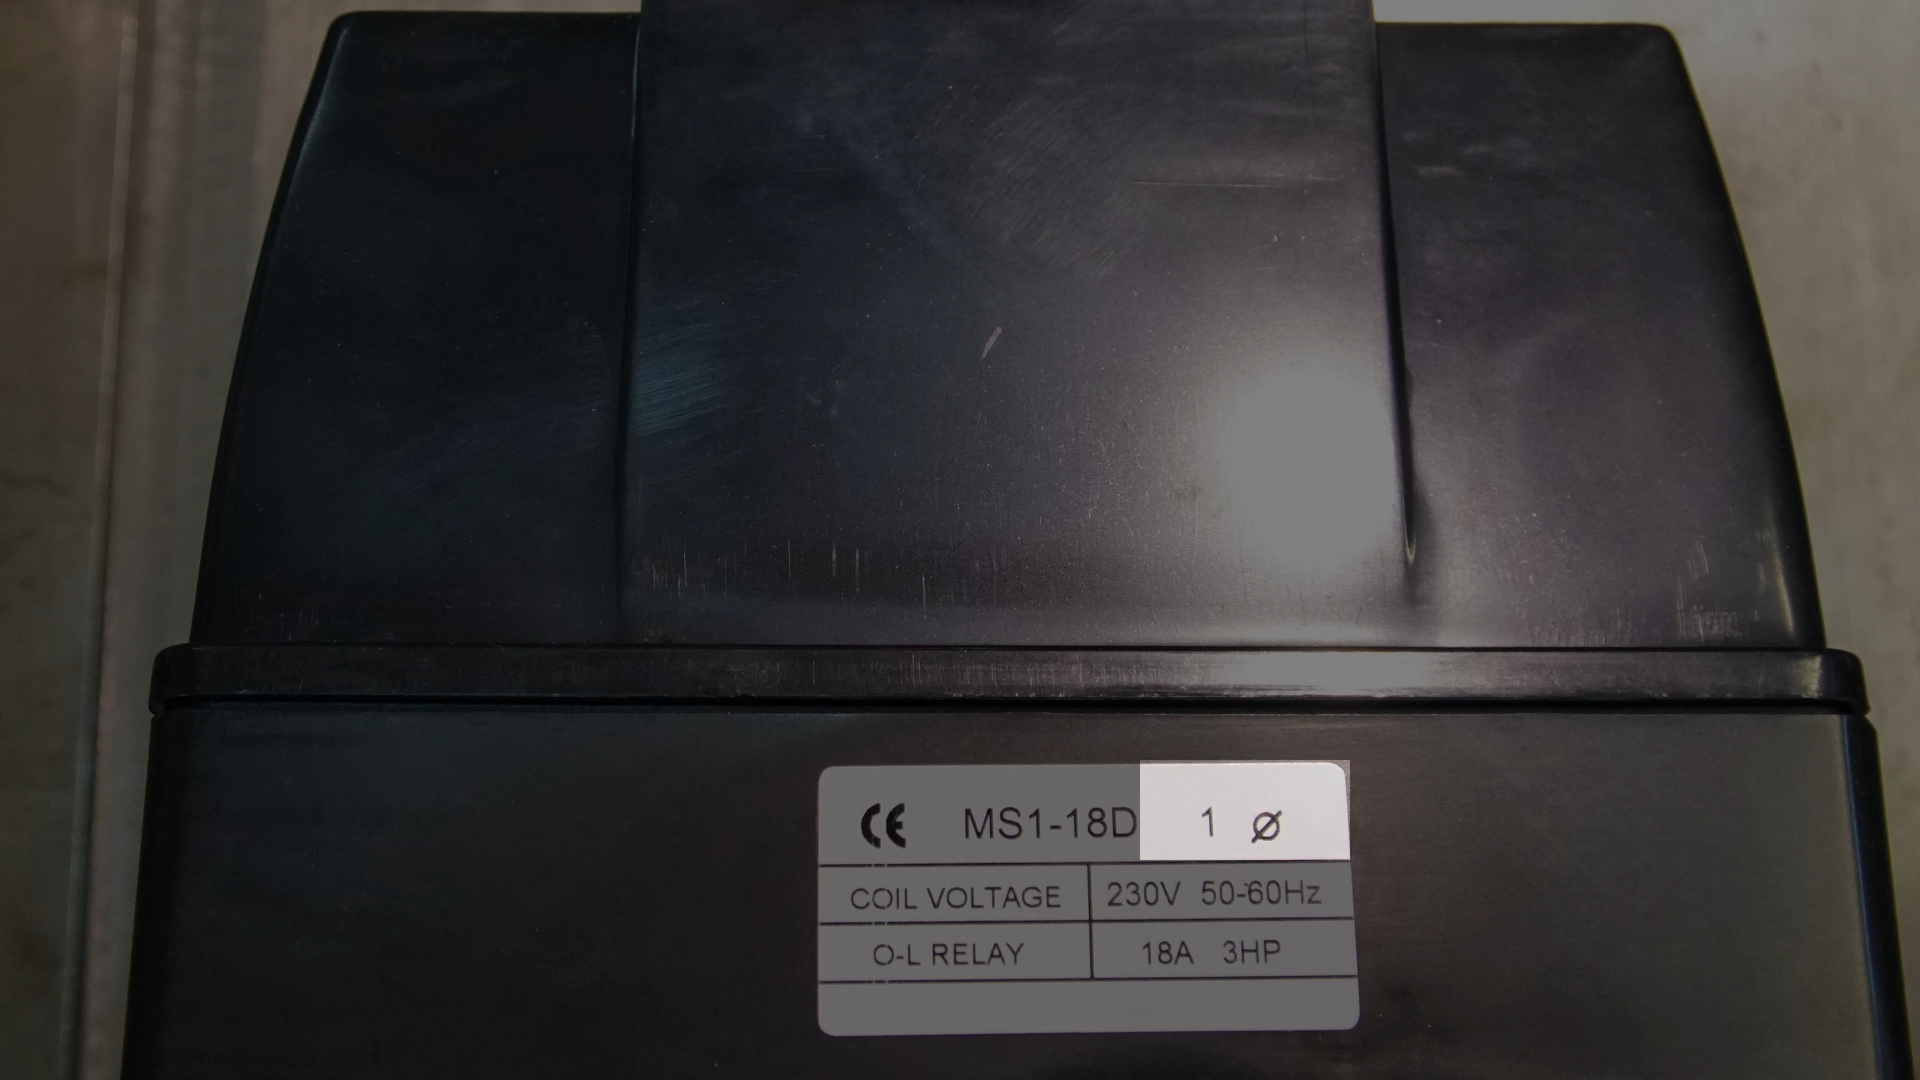 CE MS1-18D 1 Ø
COIL VOLTAGE 230V 50-60Hz
O-L RELAY 18A 3HP